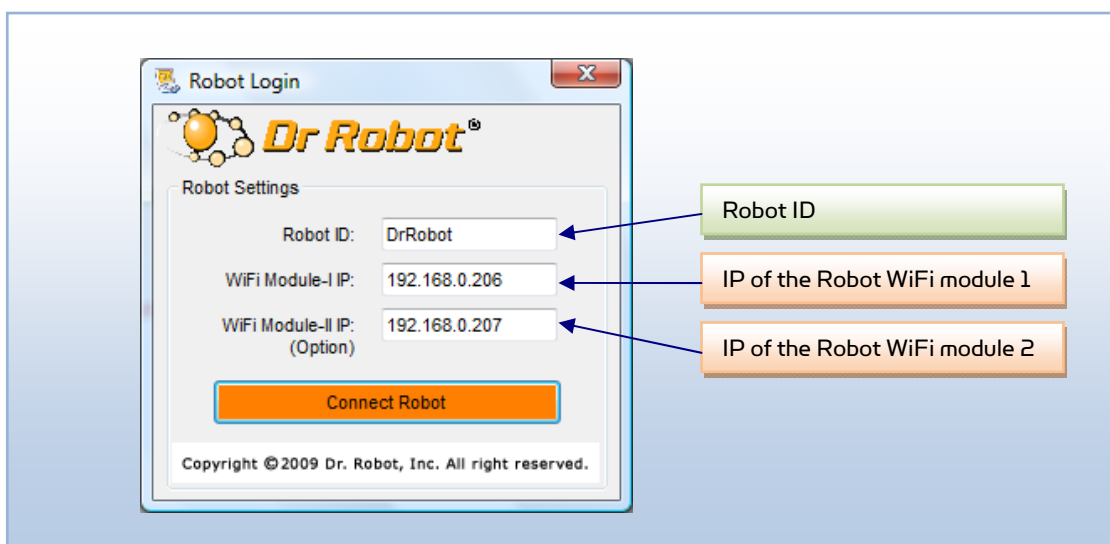 Robot Login
Dr Robot®
Robot Settings
Robot ID: DrRobot
WiFi Module-I IP: 192.168.0.206
WiFi Module-II IP: 192.168.0.207
(Option)
Connect Robot
Copyright ©2009 Dr. Robot, Inc. All right reserved.
Robot ID
IP of the Robot WiFi module 1
IP of the Robot WiFi module 2